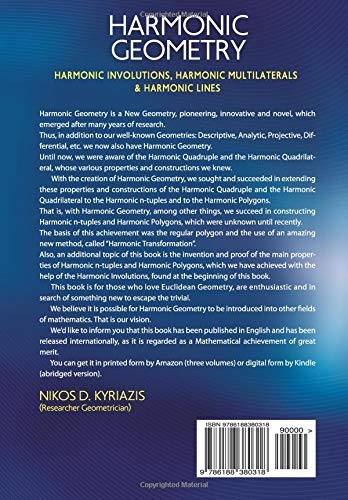 HARMONIC
GEOMETRY
HARMONIC INVOLUTIONS, HARMONIC MULTILATERALS
& HARMONIC LINES
Harmonic Geometry is a New Geometry, pioneering, innovative and novel, which
emerged after many years of research.
Thus, in addition to our well-known Geometries: Descriptive, Analytic, Projective, Dif-
ferential, etc. we now also have Harmonic Geometry.
Until now, we were aware of the Harmonic Quadruple and the Harmonic Quadrilat-
eral, whose various properties and constructions we knew.
With the creation of Harmonic Geometry, we sought and succeeded in extending
these properties and constructions of the Harmonic Quadruple and the Harmonic
Quadrilateral to the Harmonic n-tuples and to the Harmonic Polygons.
That is, with Harmonic Geometry, among other things, we succeed in constructing
Harmonic n-tuples and Harmonic Polygons, which were unknown until recently.
The basis of this achievement was the regular polygon and the use of an amazing
new method, called "Harmonic Transformation".
Also, an additional topic of this book is the invention and proof of the main proper-
ties of Harmonic n-tuples and Harmonic Polygons, which we have achieved with the
help of the Harmonic Involutions, found at the beginning of this book.
This book is for those who love Euclidean Geometry, are enthusiastic and in
search of something new to escape the trivial.
We believe it is possible for Harmonic Geometry to be introduced into other fields
of mathematics. That is our vision.
We'd like to inform you that this book has been published in English and has been
released internationally, as it is regarded as a Mathematical achievement of great
merit.
You can get it in printed form by Amazon (three volumes) or digital form by Kindle
(abridged version).
NIKOS D. KYRIAZIS
(Researcher Geometrician)
ISBN 9786188380318
90000 >
9 786188 380318
Copyrighted Material